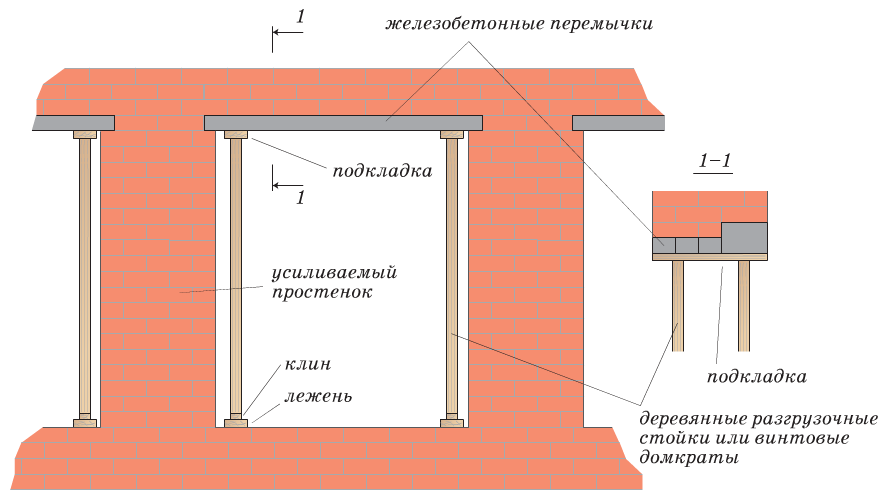 1
железобетонные перемычки
подкладка
1
1–1
усиливаемый
простенок
клин
лежень
подкладка
деревянные разгрузочные
стойки или винтовые
домкраты